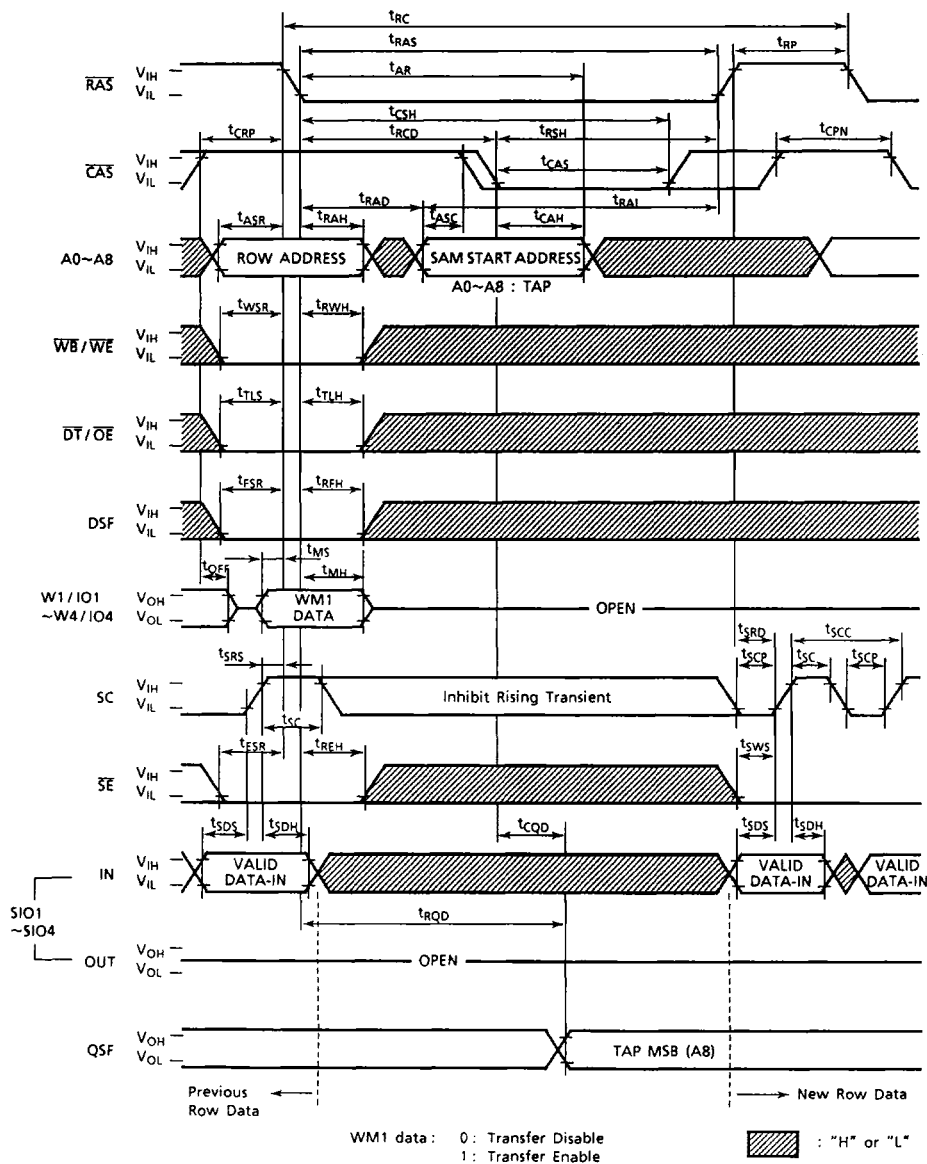 tRC
tRAS tRP
tAR
RAS VIH
VIL
tCSH
tCRP tRCD tRSH tCPN
CAS VIH
VIL
tCAS
tRAD tRAL
tASR tRAH tASC tCAH
A0~A8 VIH
VIL
ROW ADDRESS SAM START ADDRESS
A0~A8 : TAP
tWSR tRWH
WB/WE VIH
VIL
tTLS tTLH
DT/OE VIH
VIL
tFSR tRFH
DSF VIH
VIL
tMS
tOFF tMH
W1/IO1
~W4/IO4
VOH
VOL
WM1
DATA
OPEN
tSRD tSCC
tSRS tSCP tSC tSCP
SC VIH
VIL
Inhibit Rising Transient
tSC
tESR tREH tSWS
SE VIH
VIL
tSDS tSDH tCQD tSDS tSDH
IN VIH
VIL
VALID
DATA-IN
VALID
DATA-IN
VALID
DATA-IN
SIO1
~SIO4
tRQD
OUT VOH
VOL
OPEN
QSF VOH
VOL
TAP MSB (A8)
Previous
Row Data
New Row Data
WM1 data : 0 : Transfer Disable
1 : Transfer Enable
: "H" or "L"